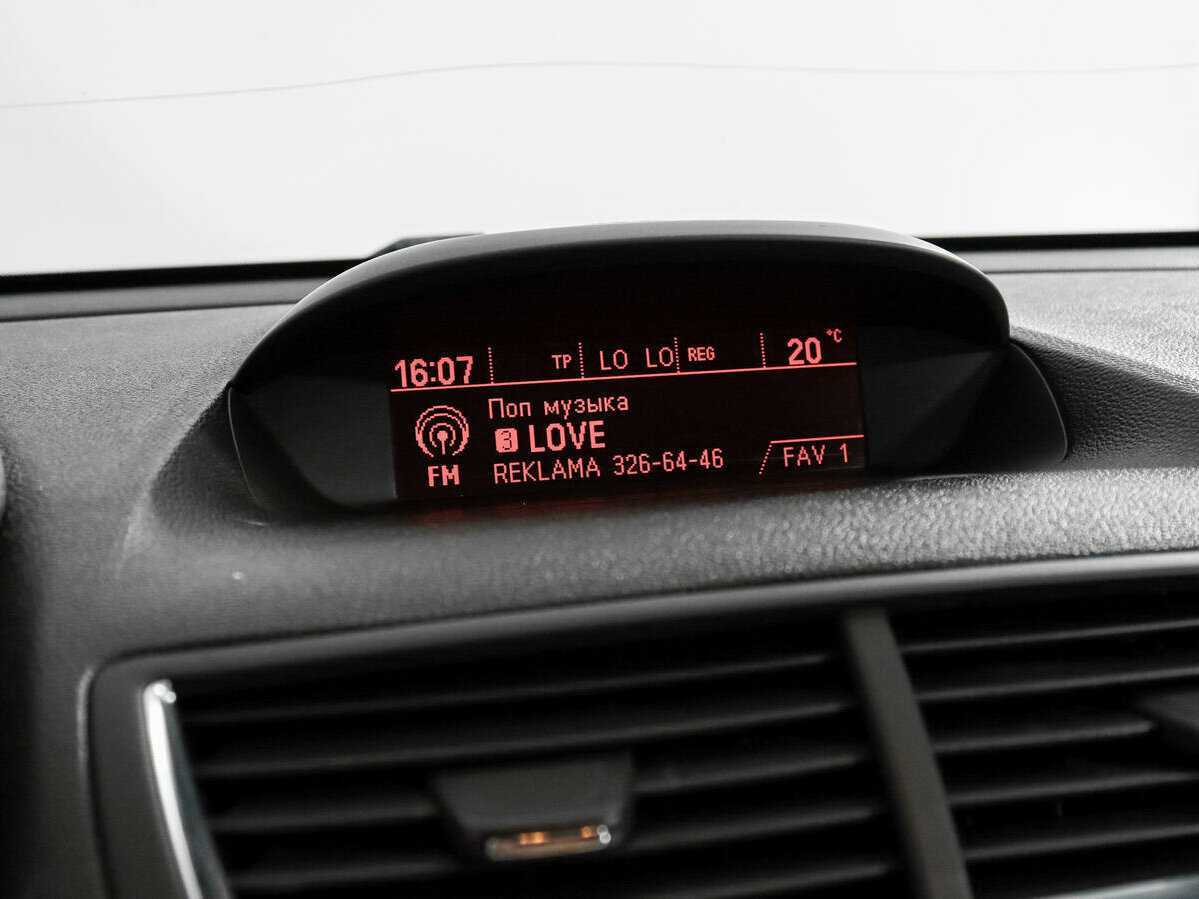 16:07 TP LO LO REG 20 °C
Поп музыка
3 LOVE
FM REKLAMA 326-64-46 FAV 1